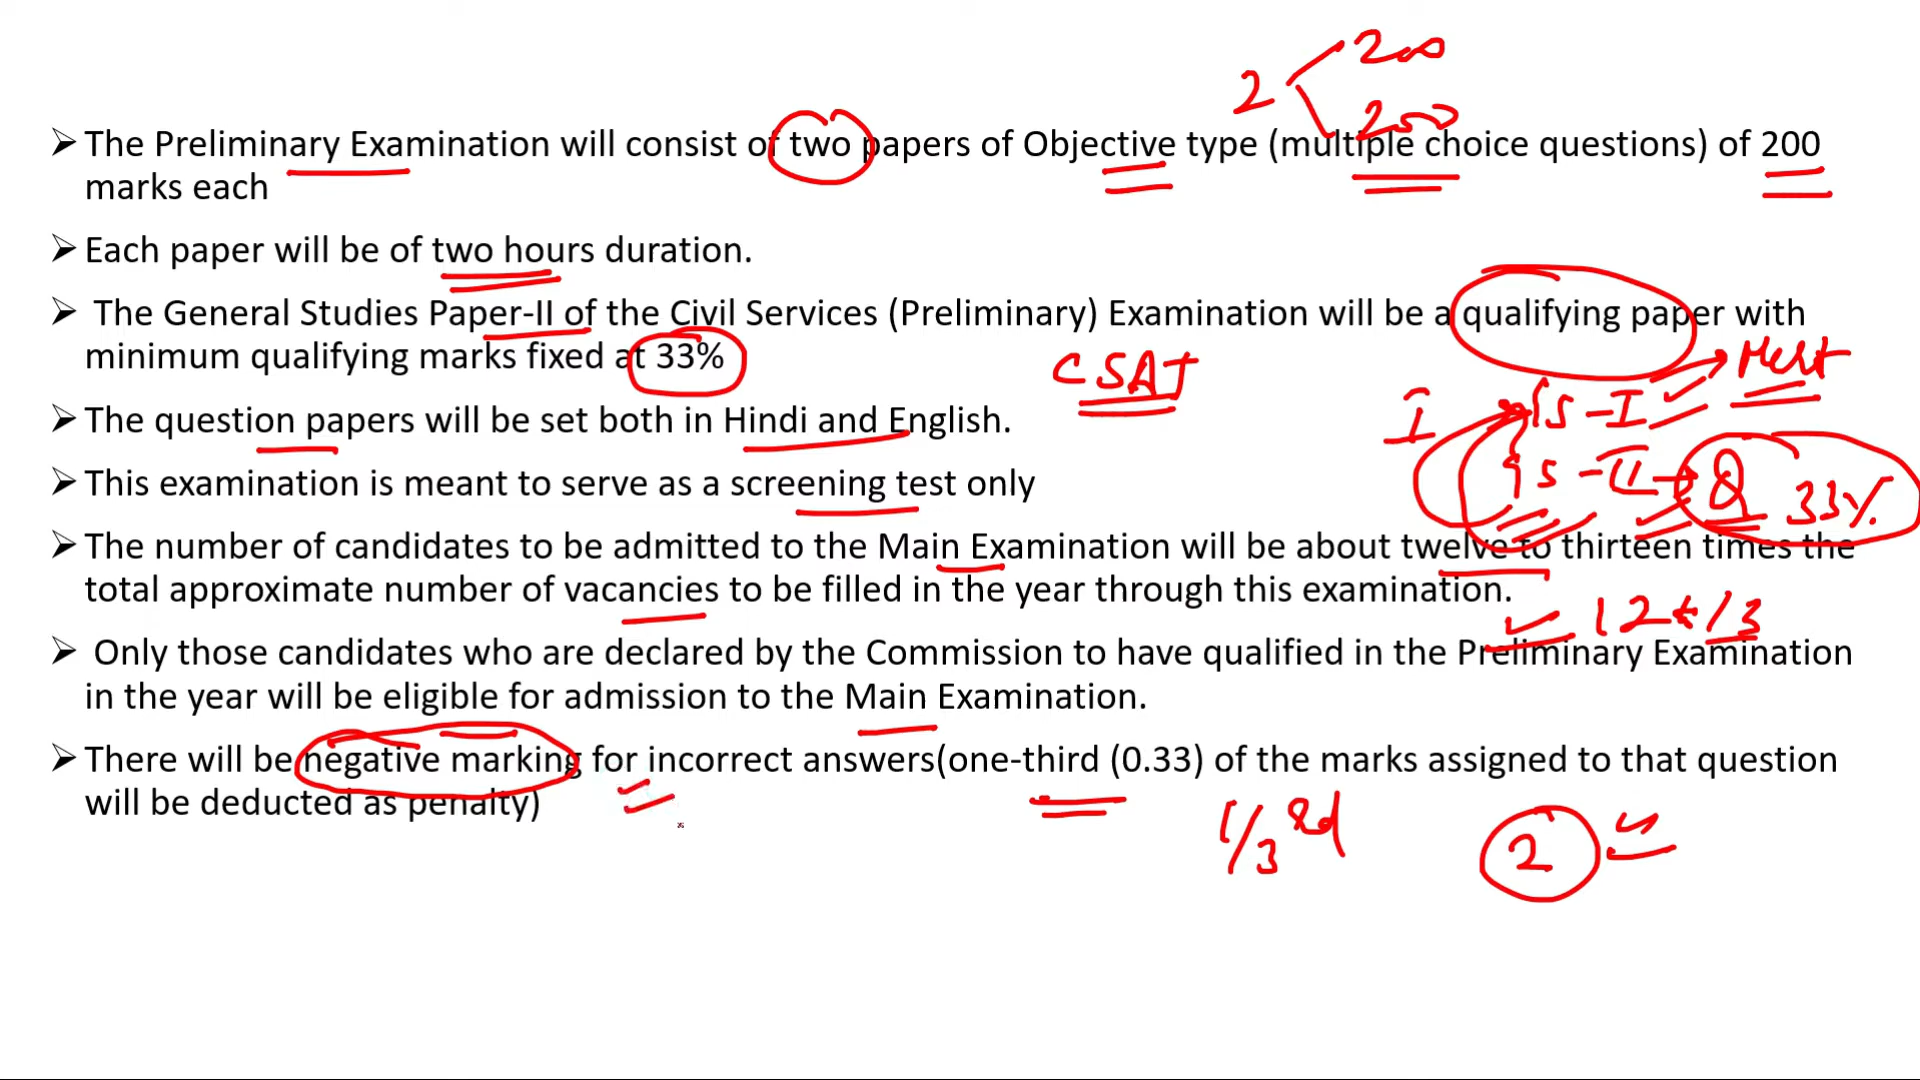 2 200
200
➢ The Preliminary Examination will consist of two papers of Objective type (multiple choice questions) of 200
marks each
➢ Each paper will be of two hours duration.
➢ The General Studies Paper-II of the Civil Services (Preliminary) Examination will be a qualifying paper with
minimum qualifying marks fixed at 33%
CSAT
Merit
I GS-I
➢ The question papers will be set both in Hindi and English.
GS-II Q 33%
➢ This examination is meant to serve as a screening test only
➢ The number of candidates to be admitted to the Main Examination will be about twelve to thirteen times the
total approximate number of vacancies to be filled in the year through this examination.
➢ Only those candidates who are declared by the Commission to have qualified in the Preliminary Examination
in the year will be eligible for admission to the Main Examination.
➢ There will be negative marking for incorrect answers(one-third (0.33) of the marks assigned to that question
will be deducted as penalty)
1/3 rd 2